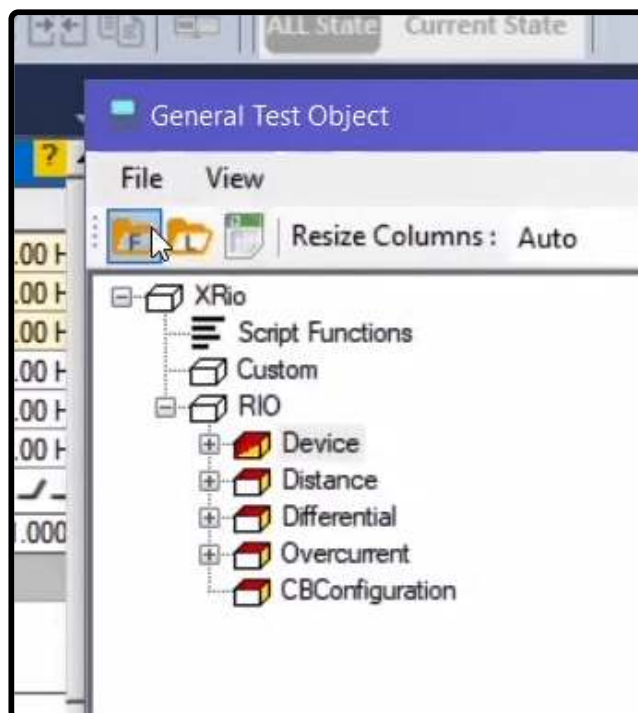 ALL State Current State
General Test Object
?
File View
.00 H
F L Resize Columns : Auto
.00 H
.00 H
.00 H
.00 H
.00 H
1.000
XRio
Script Functions
Custom
RIO
Device
Distance
Differential
Overcurrent
CBConfiguration